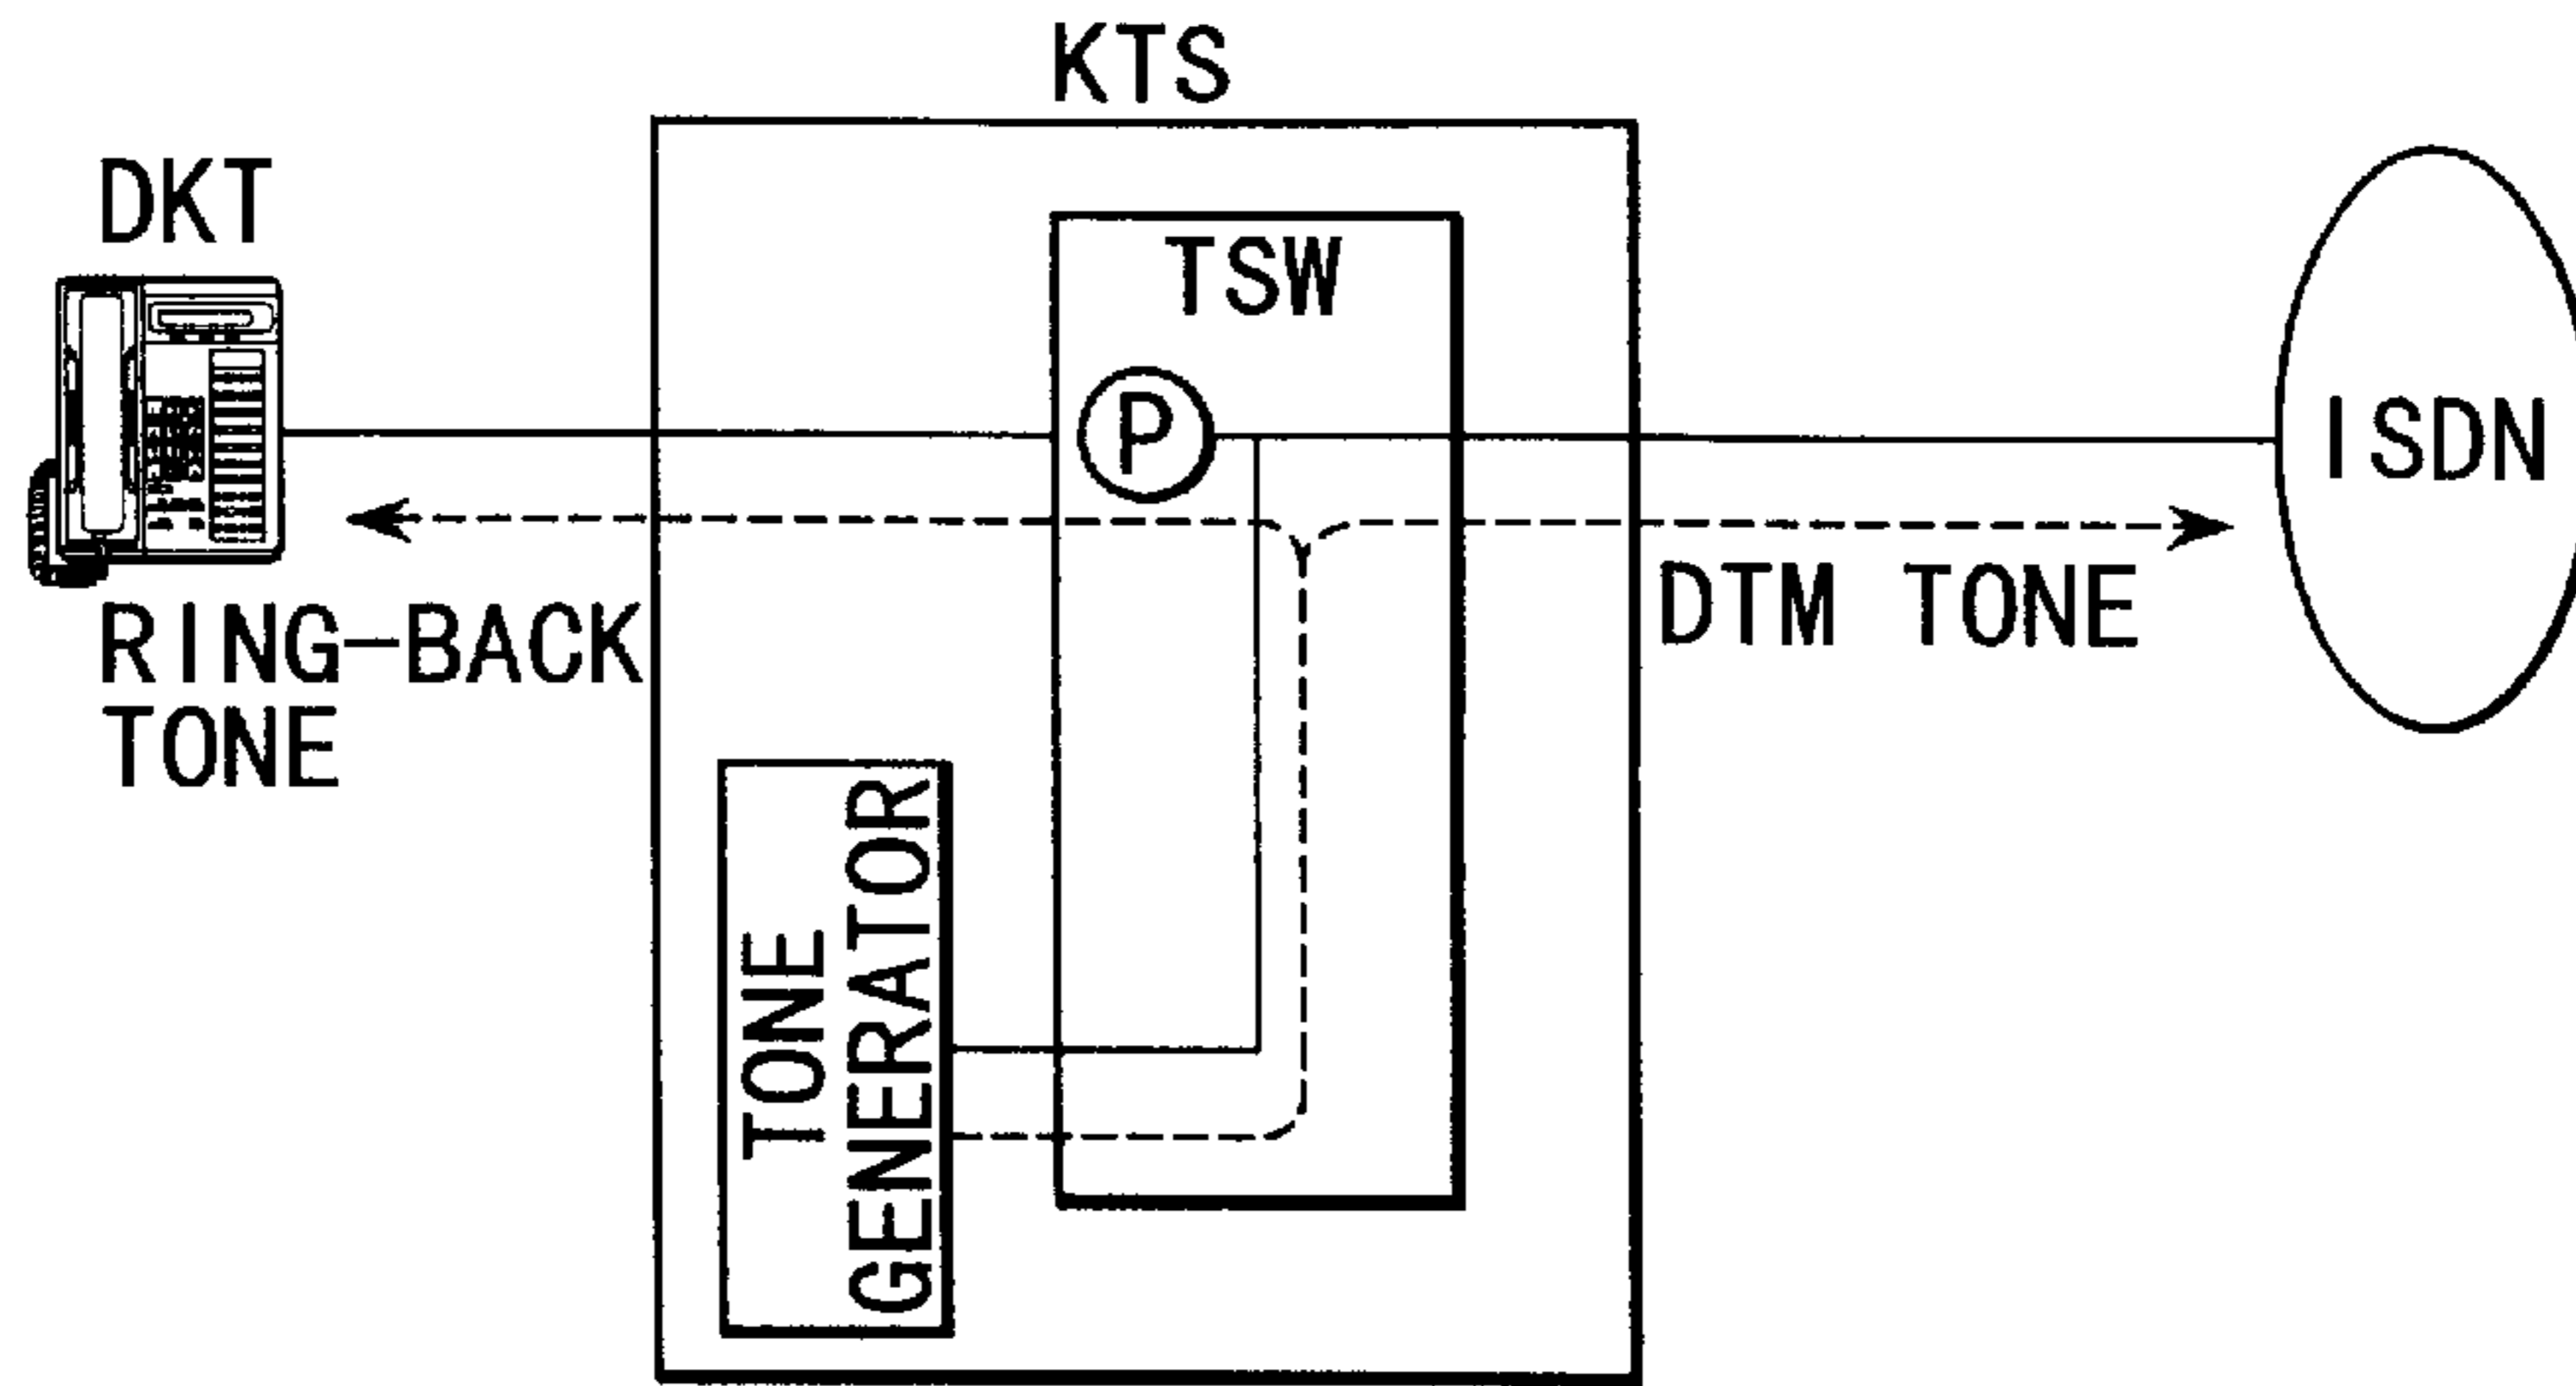 KTS
DKT
TSW
P
ISDN
RING-BACK
TONE
DTM TONE
TONE
GENERATOR